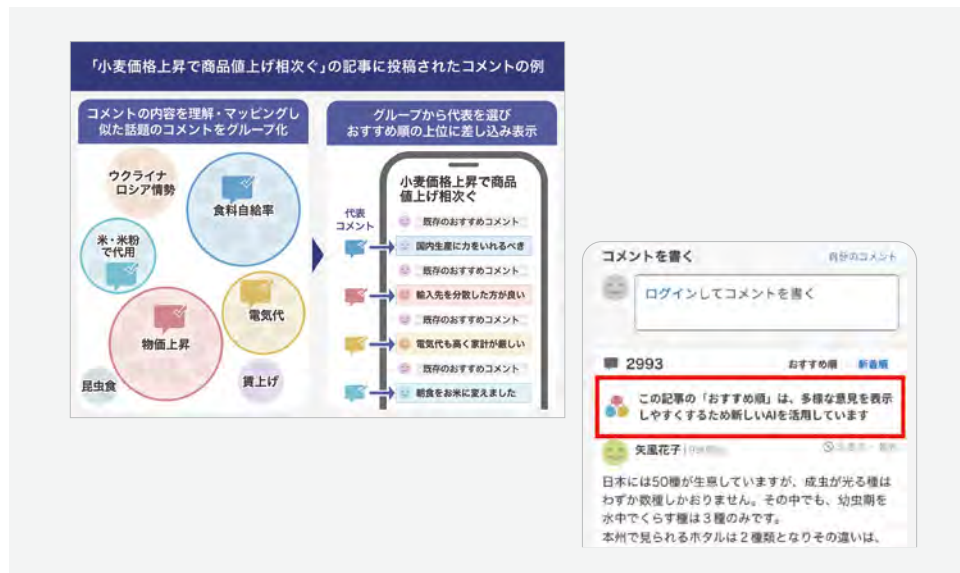 「小麦価格上昇で商品値上げ相次ぐ」の記事に投稿されたコメントの例
コメントの内容を理解・マッピングし
似た話題のコメントをグループ化
ウクライナ
ロシア情勢
食料自給率
米・米粉
で代用
電気代
物価上昇
昆虫食
賃上げ
グループから代表を選び
おすすめ順の上位に差し込み表示
代表
コメント
小麦価格上昇で商品
値上げ相次ぐ
既存のおすすめコメント
国内生産に力をいれるべき
既存のおすすめコメント
輸入先を分散した方が良い
既存のおすすめコメント
電気代も高く家計が厳しい
既存のおすすめコメント
朝食をお米に変えました
コメントを書く
自分のコメント
ログインしてコメントを書く
2993
おすすめ順
新着順
この記事の「おすすめ順」は、多様な意見を表示
しやすくするため新しいAIを活用しています
矢風花子
日本には50種が生息していますが、成虫が光る種は
わずか数種しかおりません。その中でも、幼虫期を
水中でくらす種は3種のみです。
本州で見られるホタルは2種類となりその違いは、